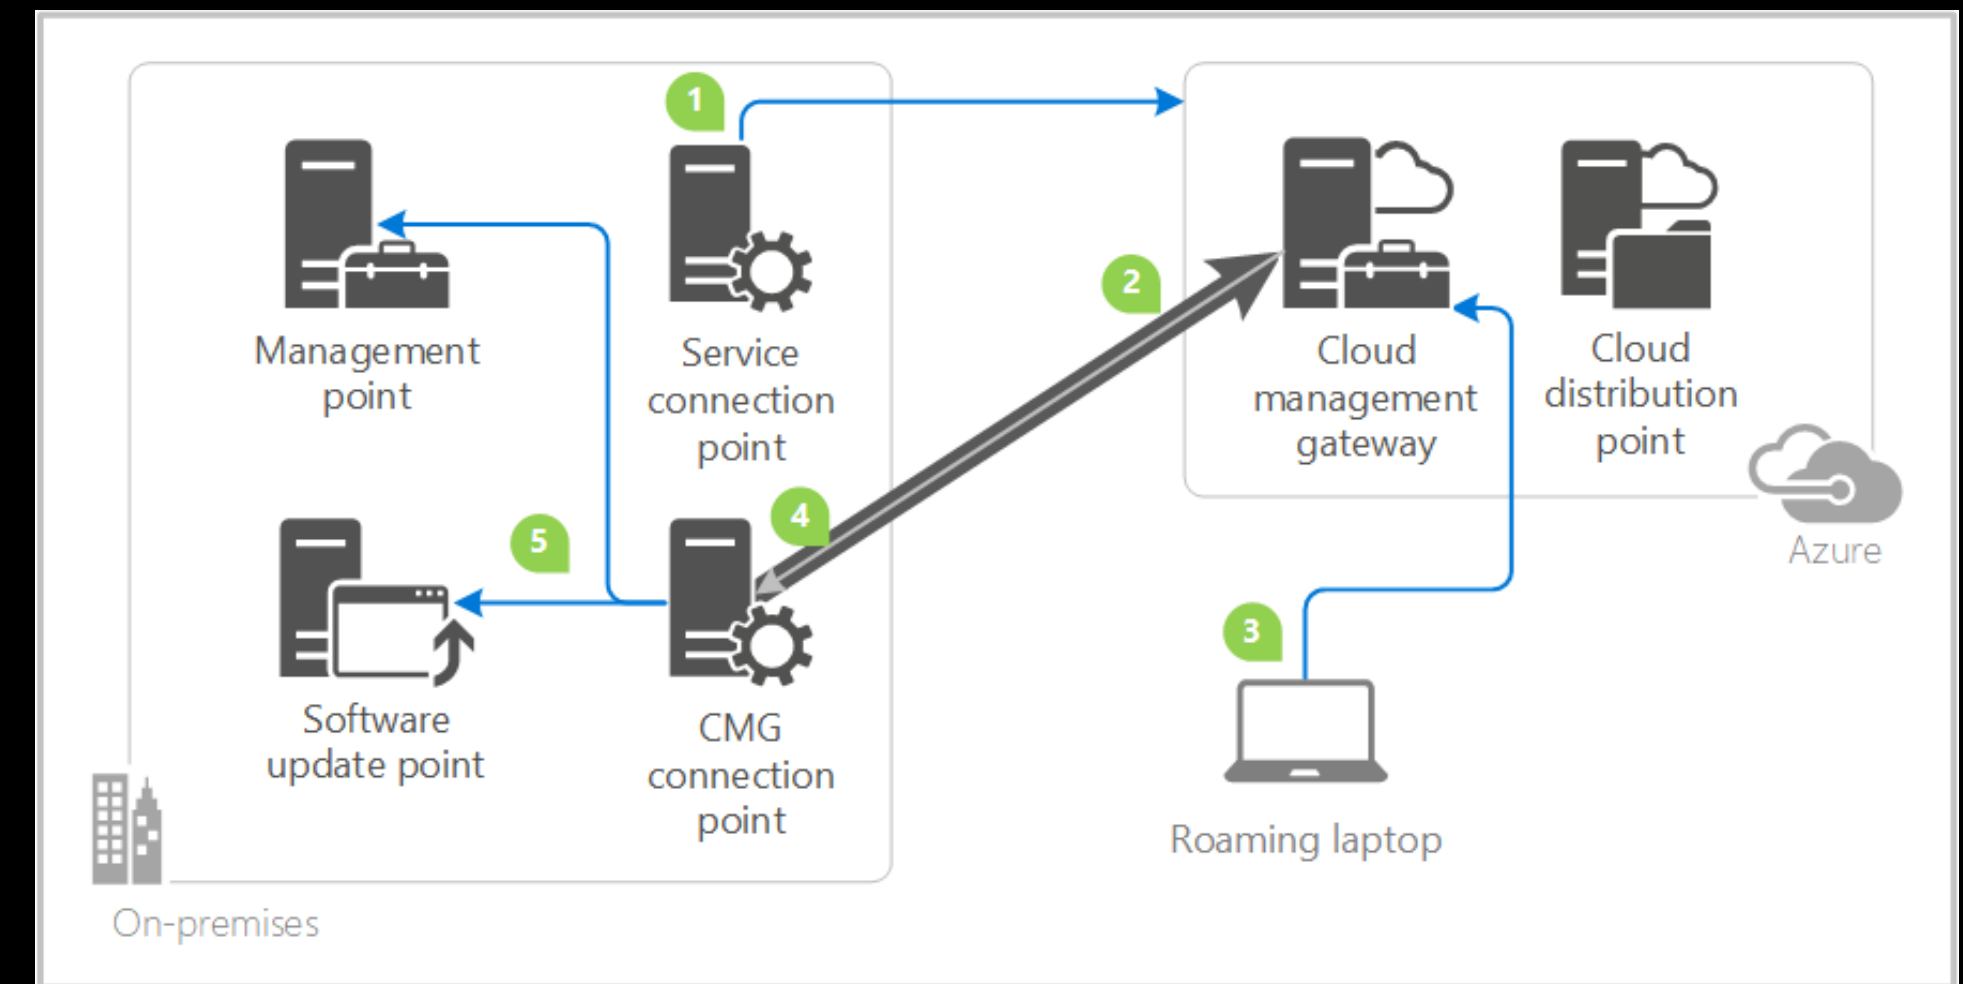 1
Management
point
Service
connection
point
2
Cloud
management
gateway
Cloud
distribution
point
Azure
5
4
Software
update point
CMG
connection
point
3
Roaming laptop
On-premises